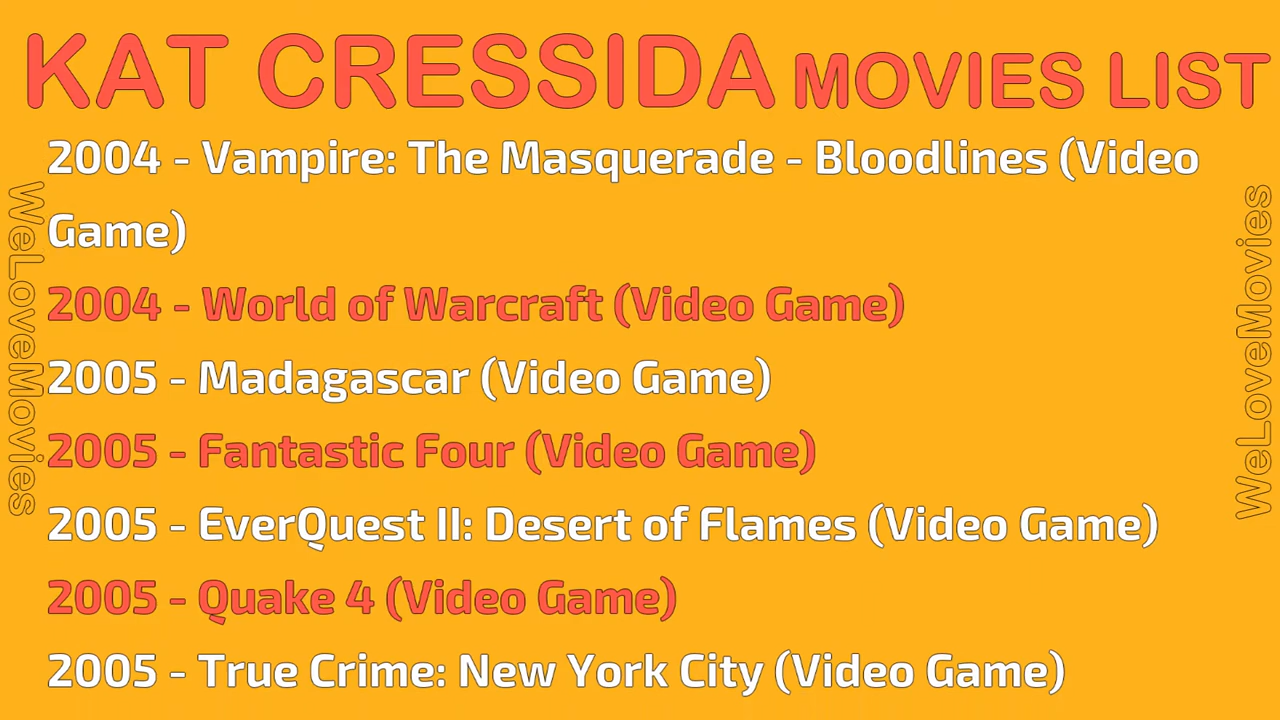 KAT CRESSIDA MOVIES LIST
2004 - Vampire: The Masquerade - Bloodlines (Video
Game)
2004 - World of Warcraft (Video Game)
2005 - Madagascar (Video Game)
2005 - Fantastic Four (Video Game)
2005 - EverQuest II: Desert of Flames (Video Game)
2005 - Quake 4 (Video Game)
2005 - True Crime: New York City (Video Game)
WeLoveMovies
WeLoveMovies